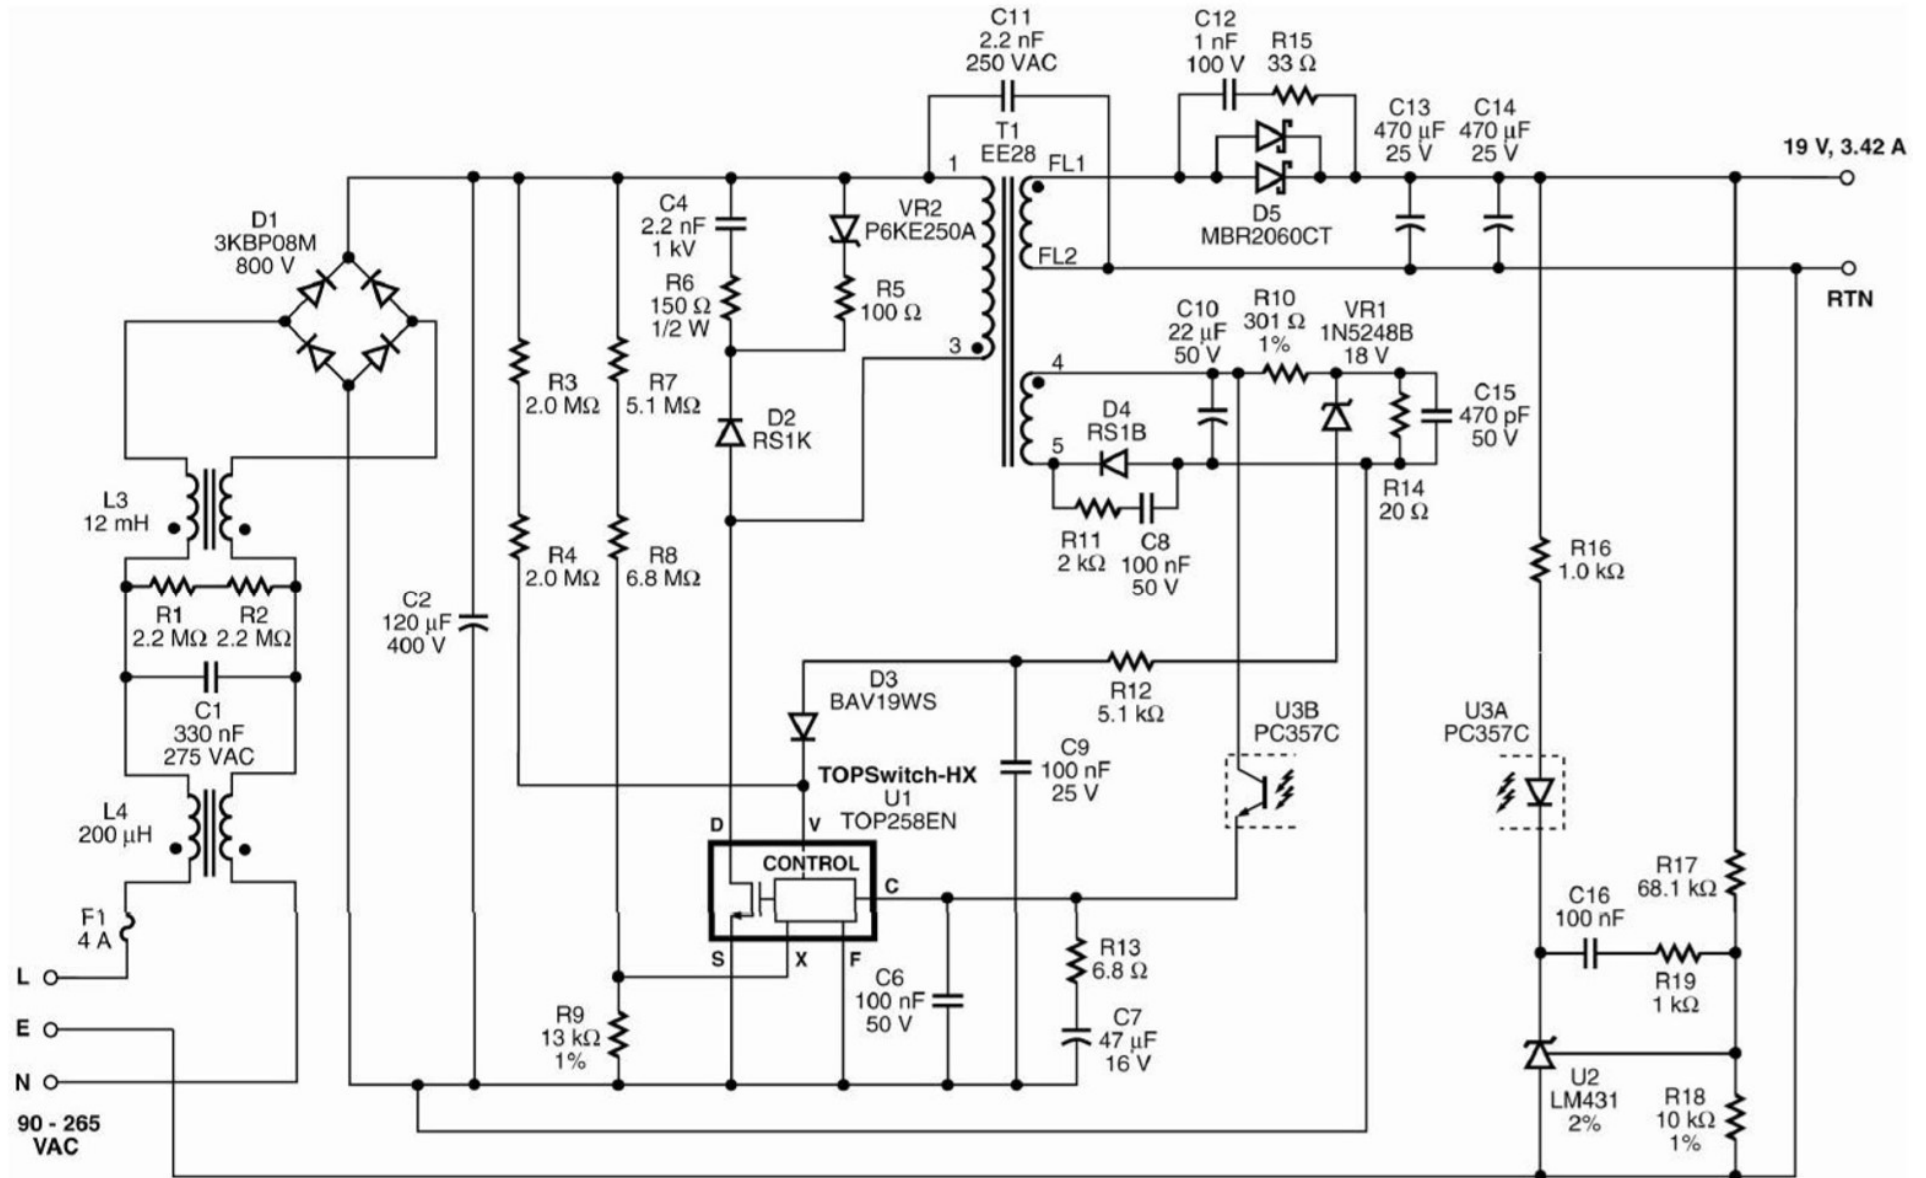 C11
2.2 nF
250 VAC
C12
1 nF
100 V
R15
33 Ω
T1
EE28
C13
470 μF
25 V
C14
470 μF
25 V
19 V, 3.42 A
1
FL1
D1
3KBP08M
800 V
C4
2.2 nF
1 kV
VR2
P6KE250A
D5
MBR2060CT
FL2
R6
150 Ω
1/2 W
R5
100 Ω
RTN
3
C10
22 μF
50 V
R10
301 Ω
1%
VR1
1N5248B
18 V
4
R3
2.0 MΩ
R7
5.1 MΩ
D2
RS1K
D4
RS1B
C15
470 pF
50 V
5
L3
12 mH
R14
20 Ω
R11
2 kΩ
C8
100 nF
50 V
R4
2.0 MΩ
R8
6.8 MΩ
R16
1.0 kΩ
R1
2.2 MΩ
R2
2.2 MΩ
C2
120 μF
400 V
C1
330 nF
275 VAC
D3
BAV19WS
R12
5.1 kΩ
U3B
PC357C
U3A
PC357C
C9
100 nF
25 V
TOPSwitch-HX
U1
TOP258EN
L4
200 μH
D
V
CONTROL
C
S
X
F
R17
68.1 kΩ
C16
100 nF
R19
1 kΩ
F1
4 A
R13
6.8 Ω
C6
100 nF
50 V
C7
47 μF
16 V
R9
13 kΩ
1%
L
E
N
90 - 265
VAC
U2
LM431
2%
R18
10 kΩ
1%